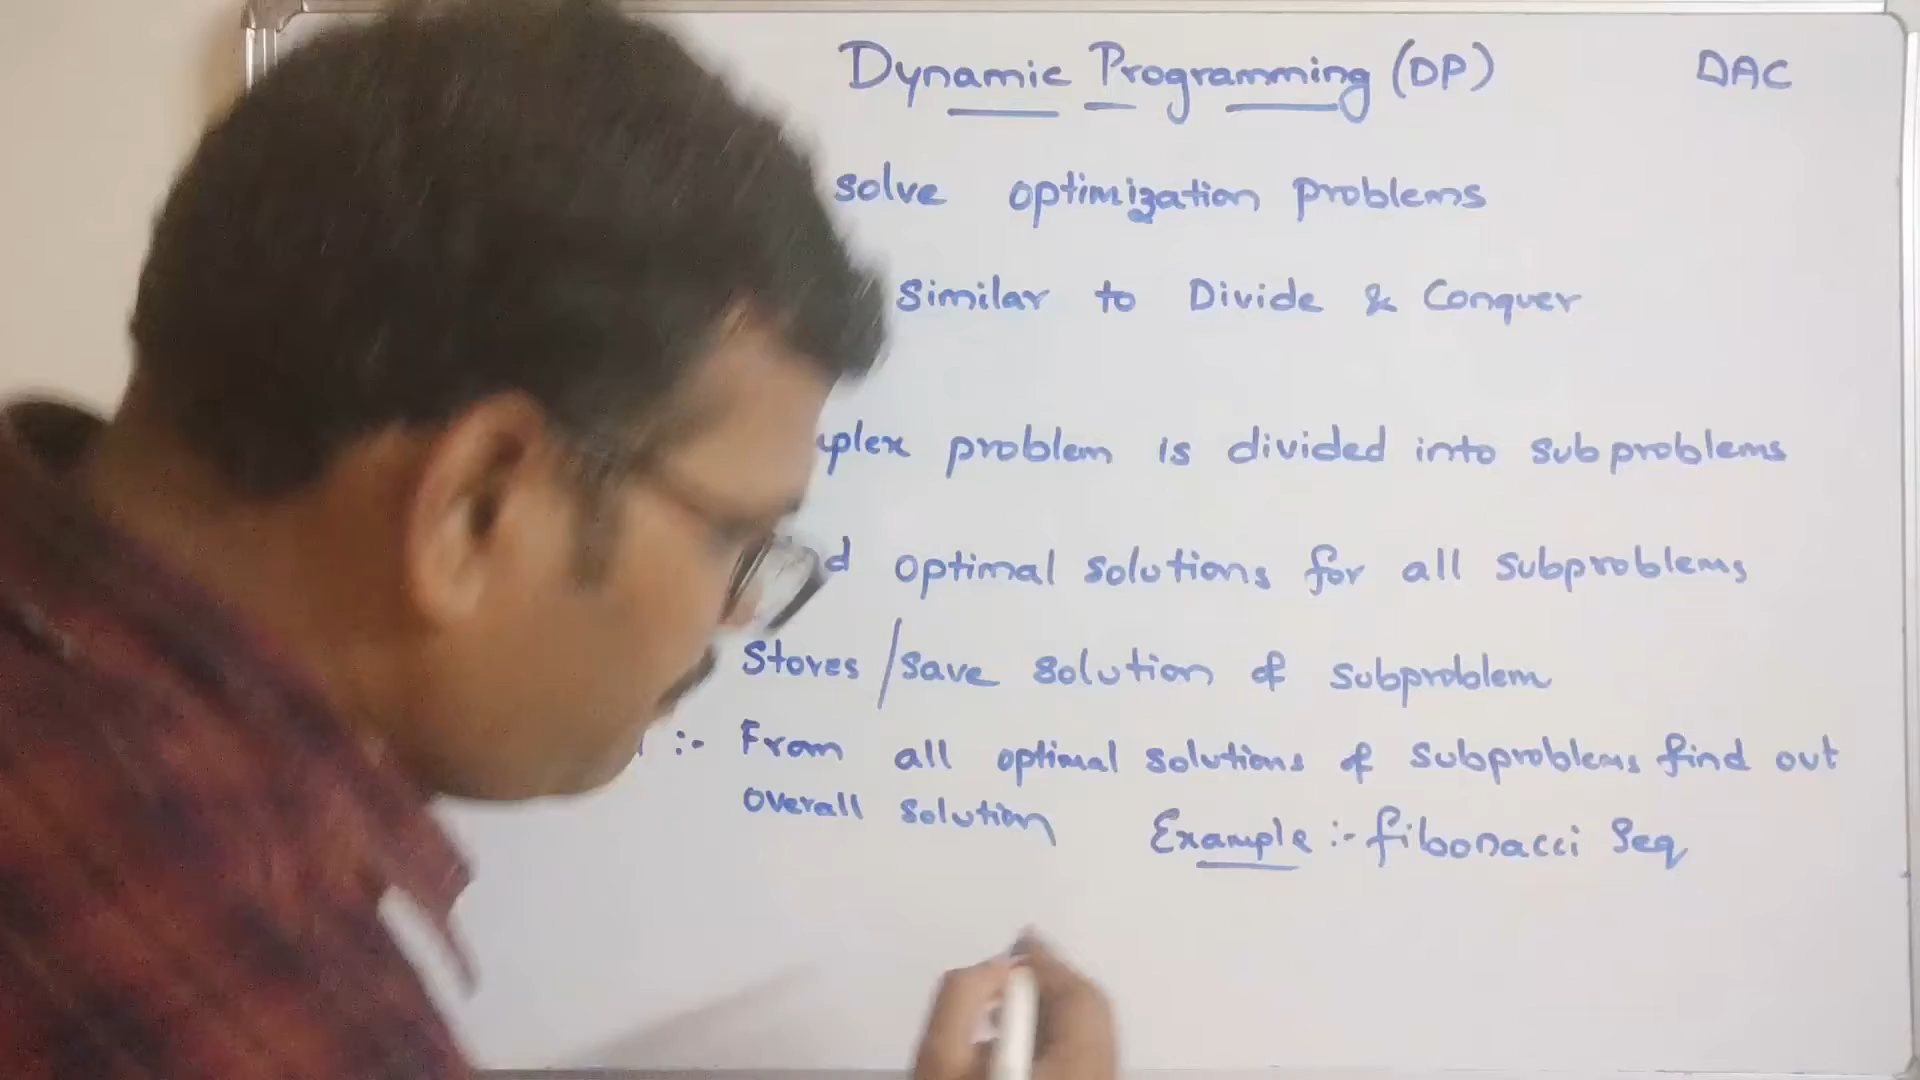 Dynamic Programming (DP) DAC
solve optimization problems
Similar to Divide & Conquer
problem is divided into subproblems
optimal solutions for all subproblems
Stores/save solution of subproblem
:- From all optimal solutions of subproblems find out
overall solution
Example :- fibonacci Seq